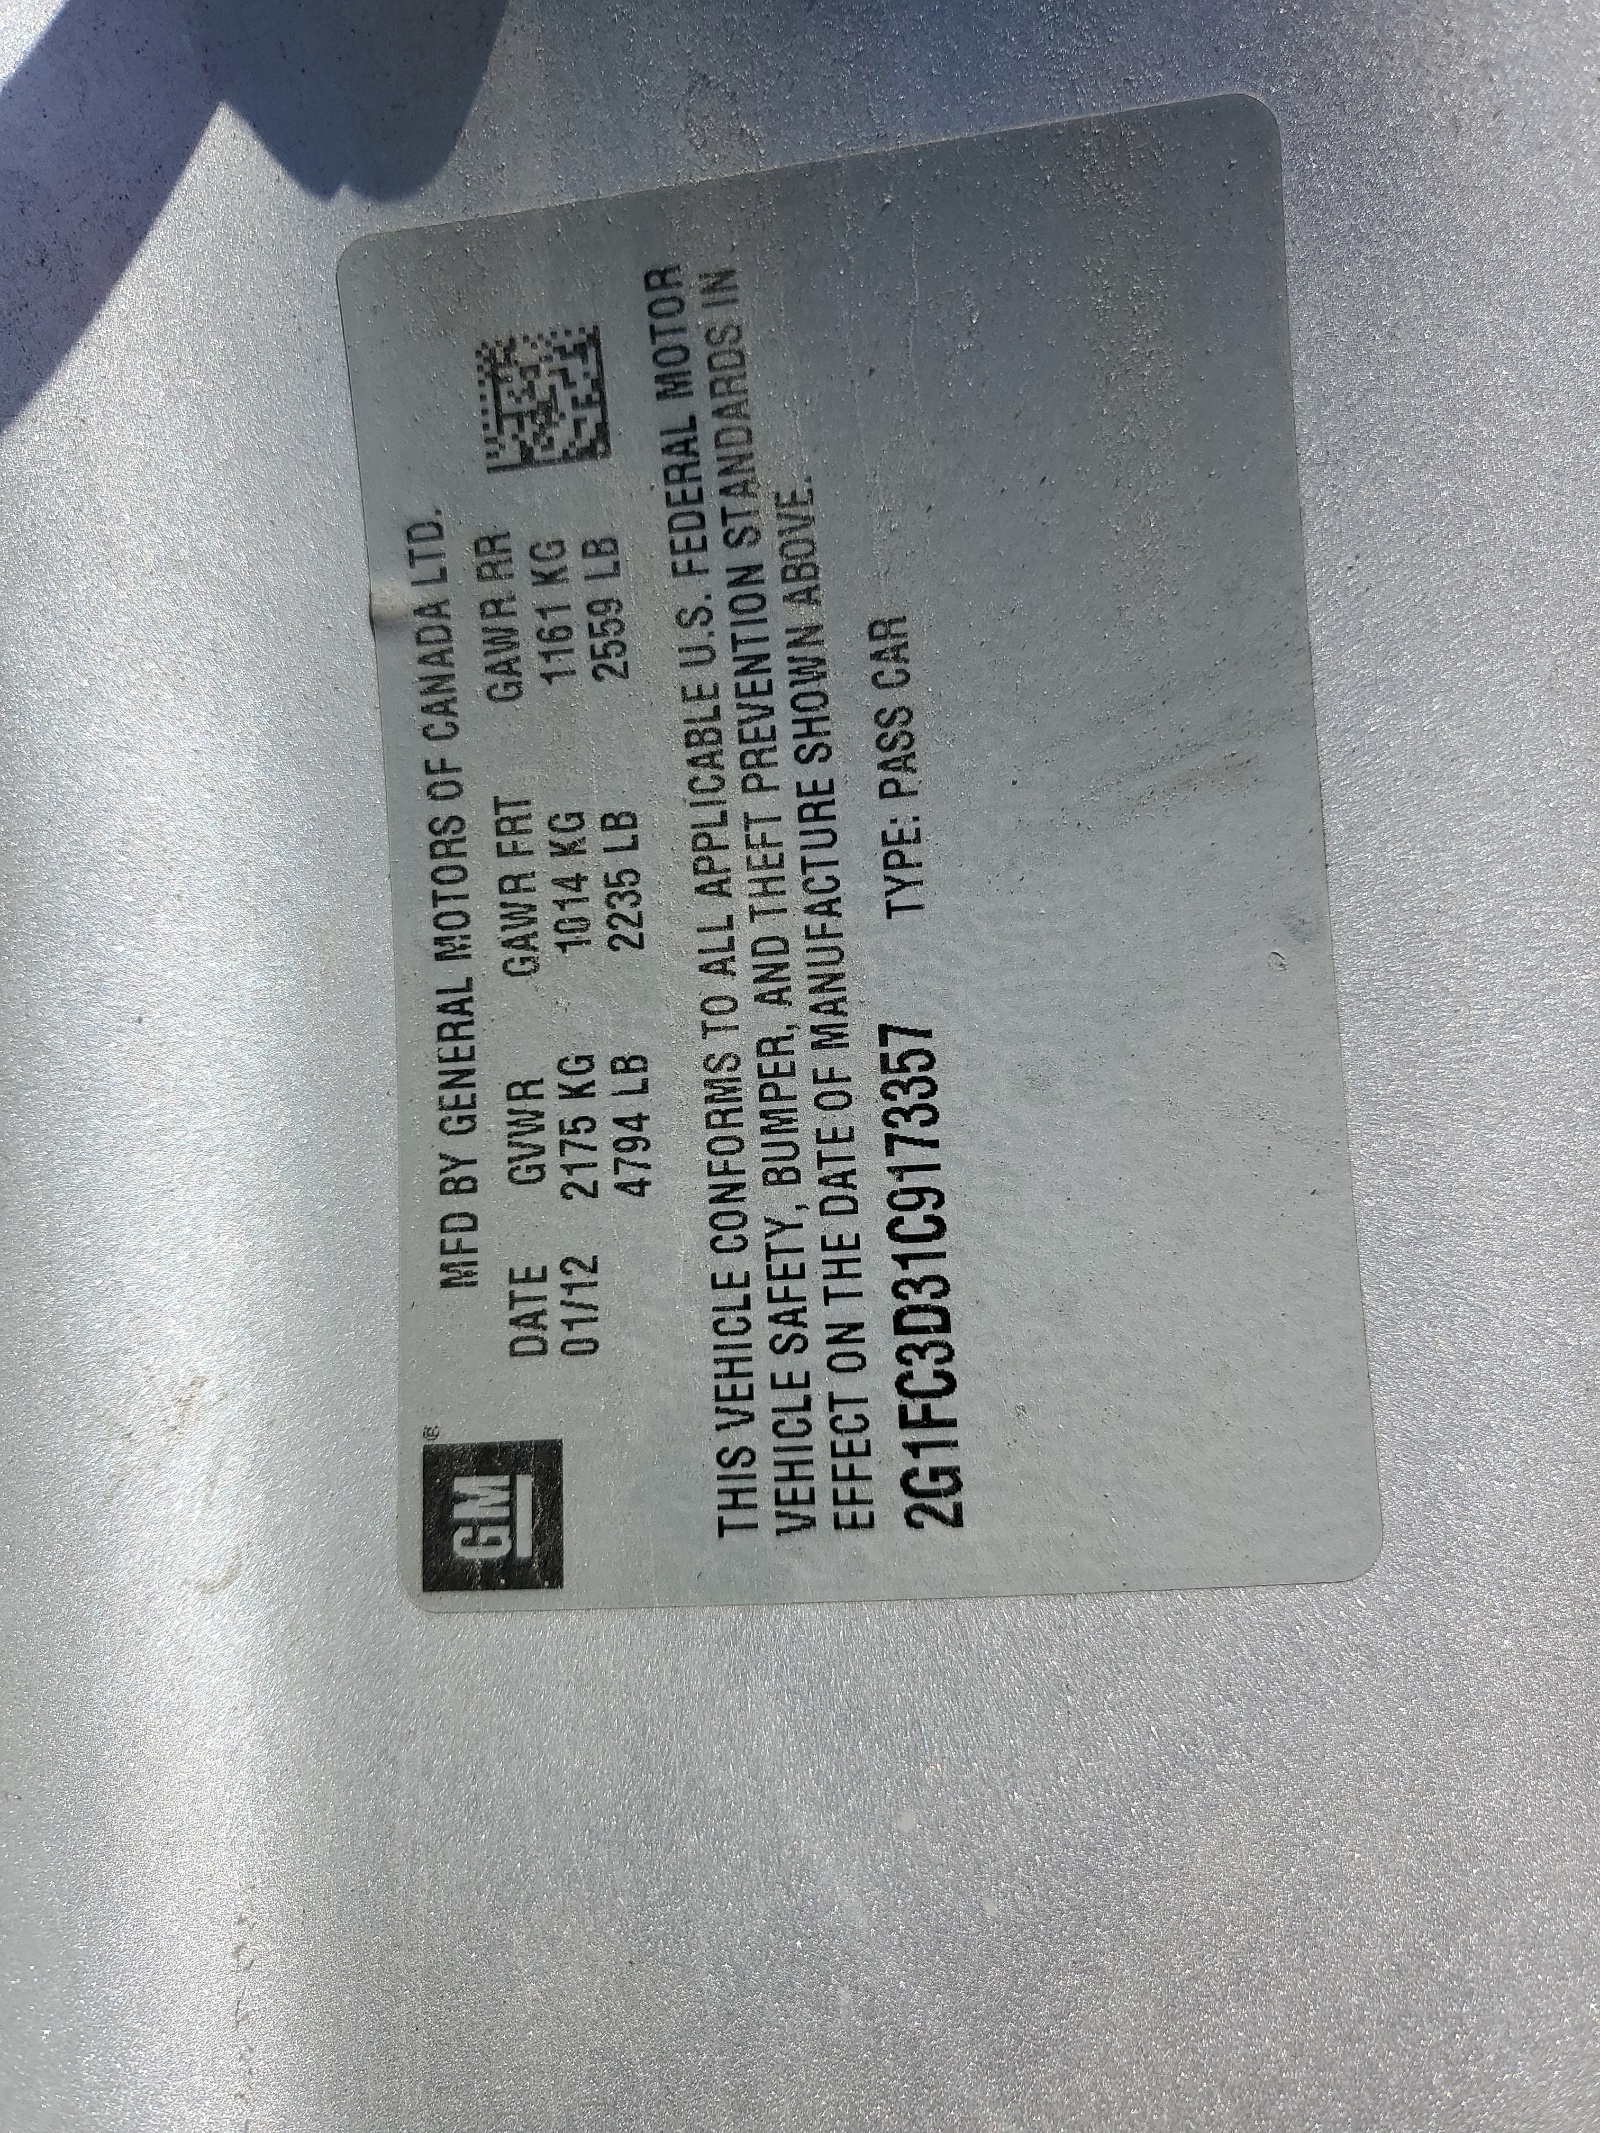 GM®
MFD BY GENERAL MOTORS OF CANADA LTD.
DATE GVWR GAWR FRT GAWR RR
01/12 2175 KG 1014 KG 1161 KG
4794 LB 2235 LB 2559 LB
THIS VEHICLE CONFORMS TO ALL APPLICABLE U.S. FEDERAL MOTOR
VEHICLE SAFETY, BUMPER, AND THEFT PREVENTION STANDARDS IN
EFFECT ON THE DATE OF MANUFACTURE SHOWN ABOVE.
2G1FC3D31C9173357 TYPE: PASS CAR